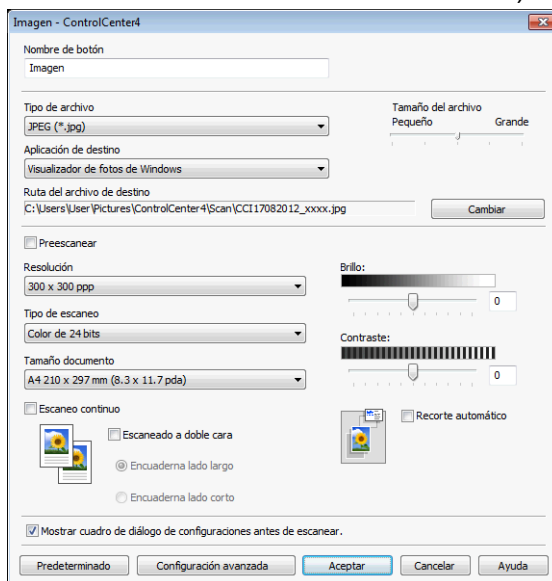 Imagen - ControlCenter4
Nombre de botón
Imagen
Tipo de archivo
JPEG (*.jpg)
Tamaño del archivo
Pequeño Grande
Aplicación de destino
Visualizador de fotos de Windows
Ruta del archivo de destino
C:\Users\User\Pictures\ControlCenter4\Scan\CCI17082012_xxxx.jpg
Cambiar
Preescanear
Resolución
300 x 300 ppp
Brillo:
0
Tipo de escaneo
Color de 24 bits
Contraste:
0
Tamaño documento
A4 210 x 297 mm (8.3 x 11.7 pda)
Escaneo continuo
Recorte automático
Escaneado a doble cara
Encuaderna lado largo
Encuaderna lado corto
Mostrar cuadro de diálogo de configuraciones antes de escanear.
Predeterminado Configuración avanzada Aceptar Cancelar Ayuda